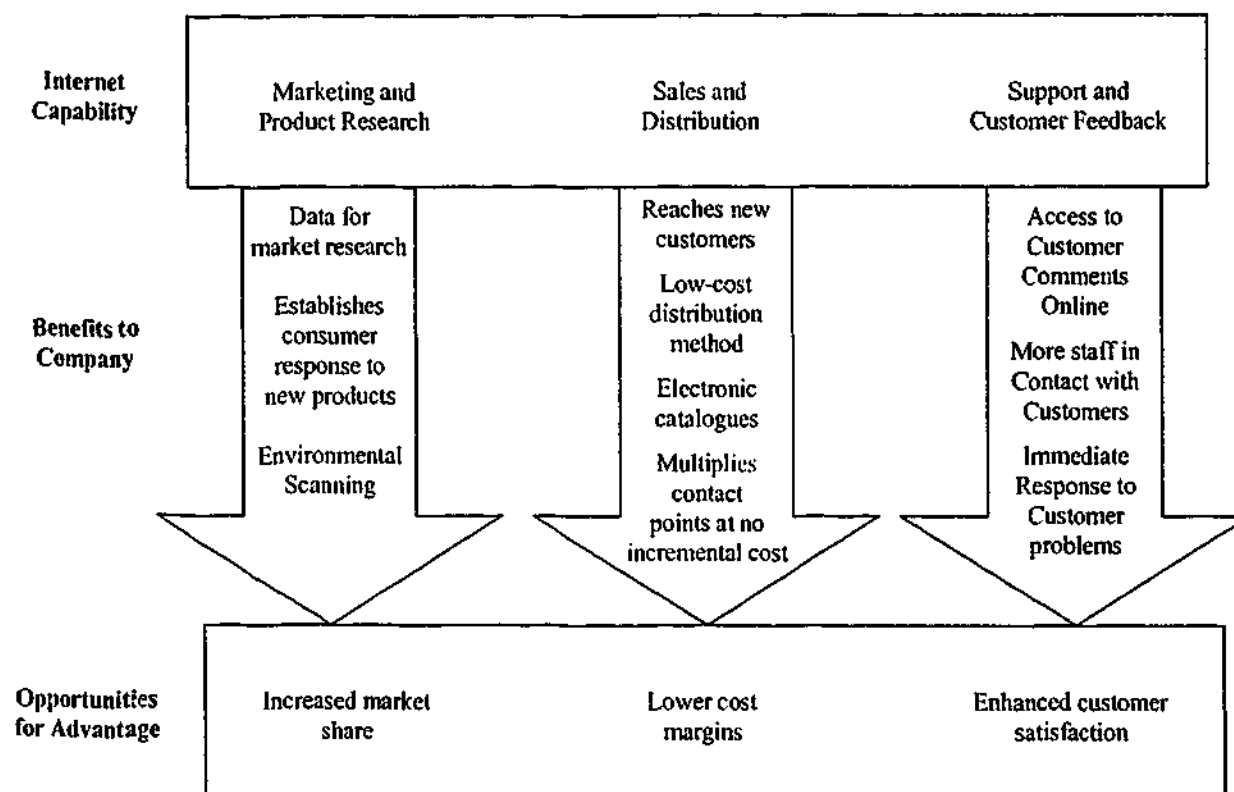 Internet
Capability
Marketing and
Product Research
Sales and
Distribution
Support and
Customer Feedback
Benefits to
Company
Data for
market research
Establishes
consumer
response to
new products
Environmental
Scanning
Reaches new
customers
Low-cost
distribution
method
Electronic
catalogues
Multiplies
contact
points at no
incremental cost
Access to
Customer
Comments
Online
More staff in
Contact with
Customers
Immediate
Response to
Customer
problems
Opportunities
for Advantage
Increased market
share
Lower cost
margins
Enhanced customer
satisfaction